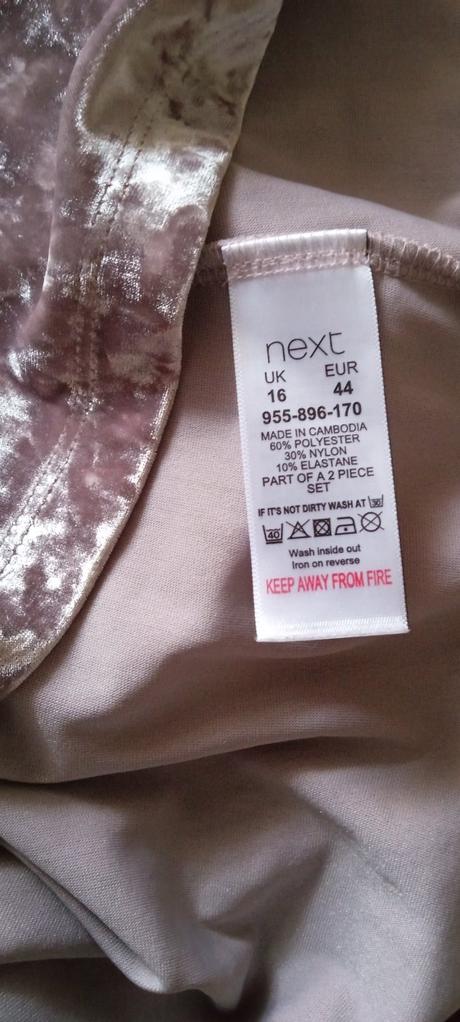 next
UK EUR
16 44
955-896-170
MADE IN CAMBODIA
60% POLYESTER
30% NYLON
10% ELASTANE
PART OF A 2 PIECE
SET
IF IT'S NOT DIRTY WASH AT 30
40
Wash inside out
Iron on reverse
KEEP AWAY FROM FIRE